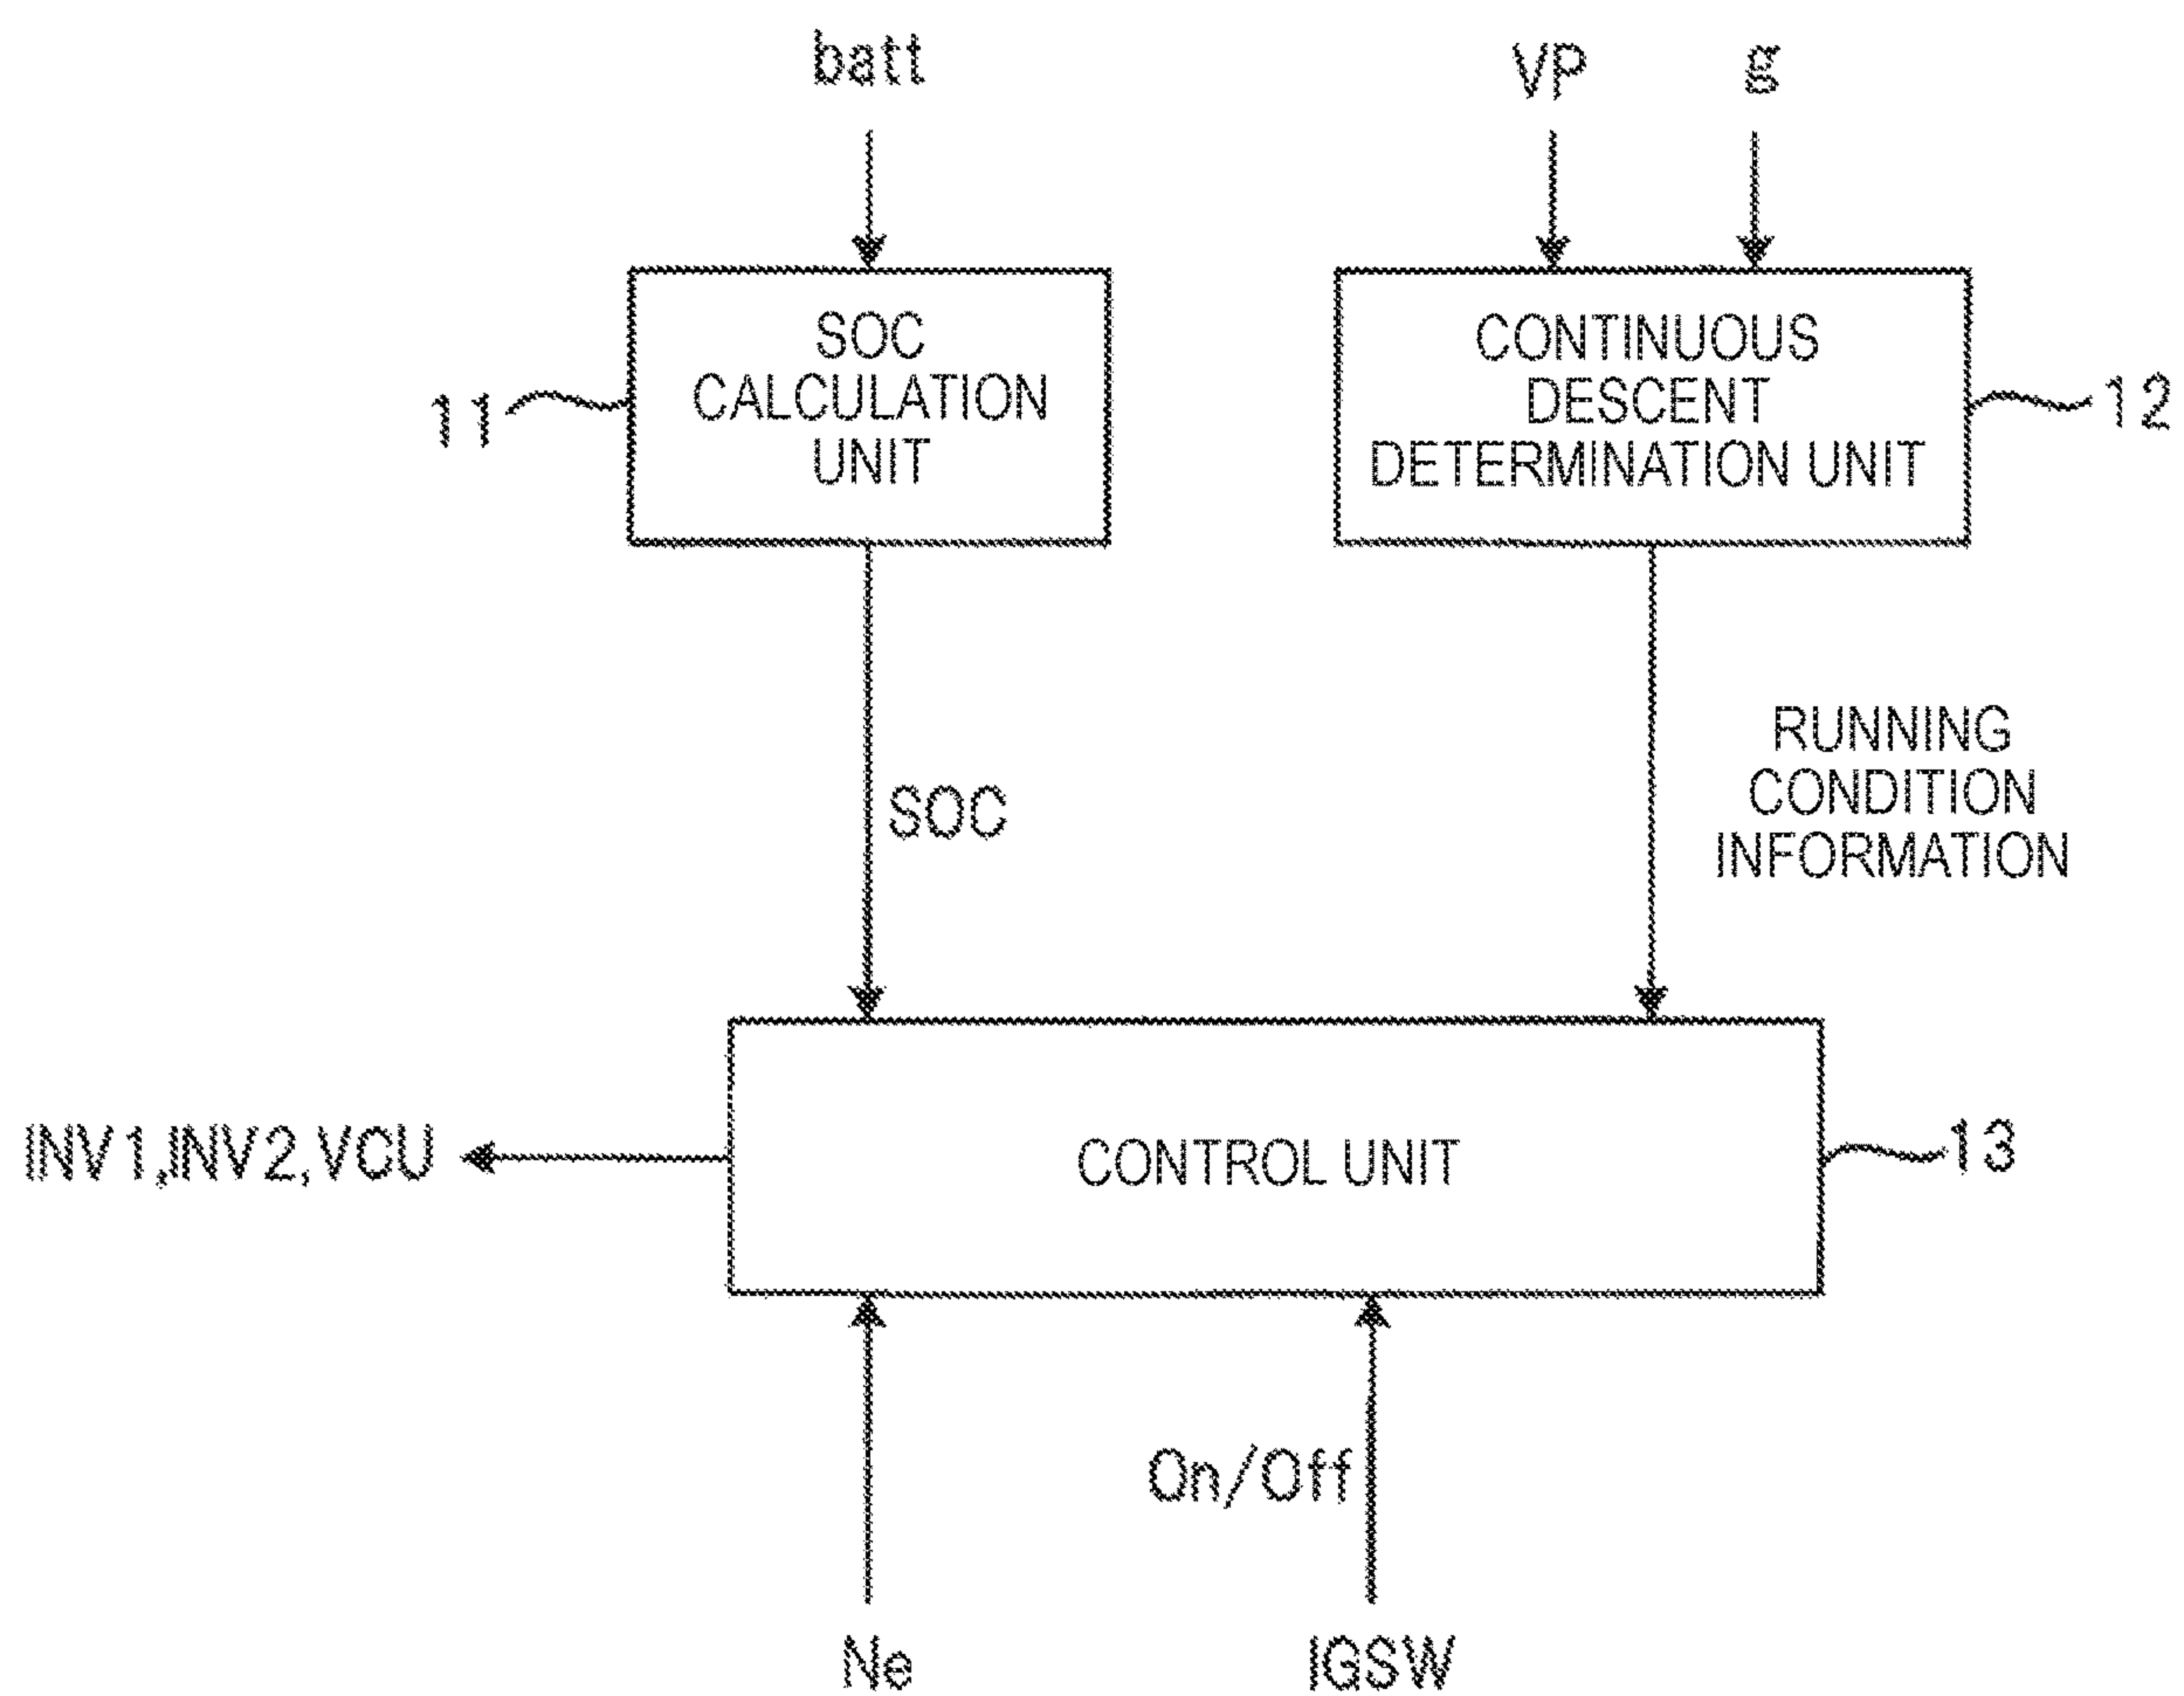 batt
VP
g
SOC
CALCULATION
UNIT
11
CONTINUOUS
DESCENT
DETERMINATION UNIT
12
SOC
RUNNING
CONDITION
INFORMATION
INV1,INV2,VCU
CONTROL UNIT
13
On/Off
Ne
IGSW